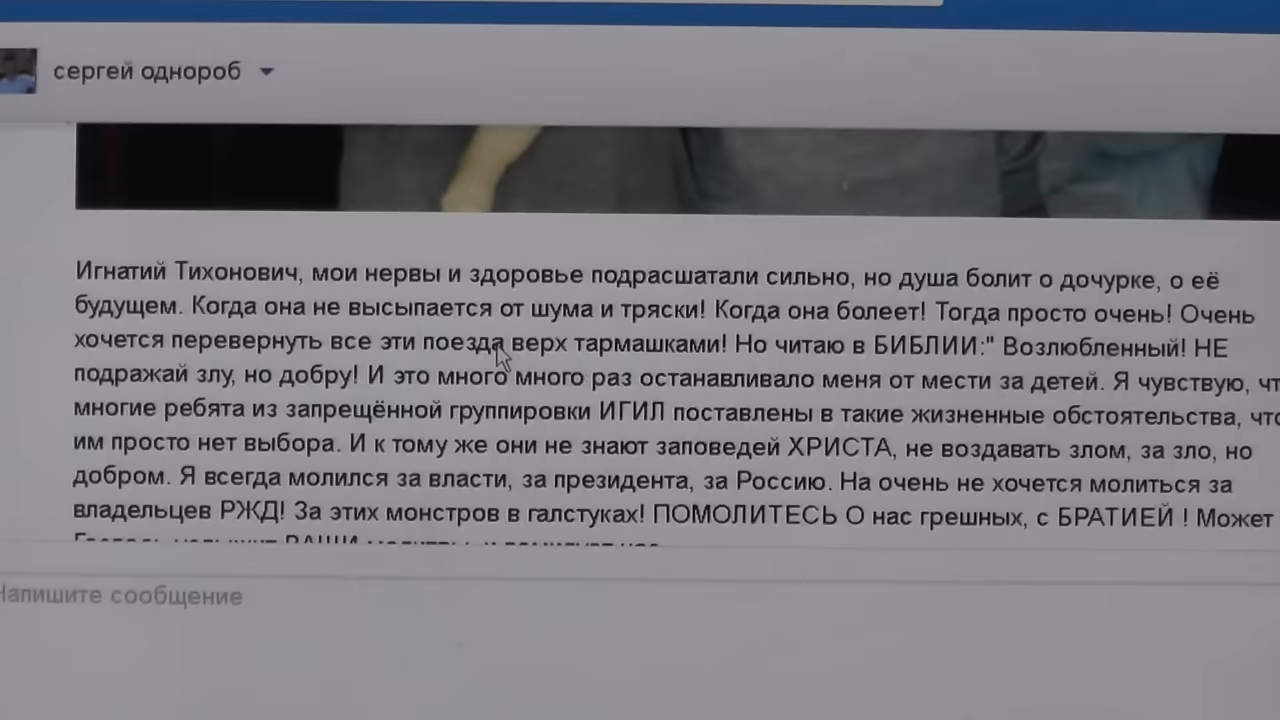 сергей однороб
Игнатий Тихонович, мои нервы и здоровье подрасшатали сильно, но душа болит о дочурке, о её
будущем. Когда она не высыпается от шума и тряски! Когда она болеет! Тогда просто очень! Очень
хочется перевернуть все эти поезда верх тармашками! Но читаю в БИБЛИИ:" Возлюбленный! НЕ
подражай злу, но добру! И это много много раз останавливало меня от мести за детей. Я чувствую, чт
многие ребята из запрещённой группировки ИГИЛ поставлены в такие жизненные обстоятельства, что
им просто нет выбора. И к тому же они не знают заповедей ХРИСТА, не воздавать злом, за зло, но
добром. Я всегда молился за власти, за президента, за Россию. На очень не хочется молиться за
владельцев РЖД! За этих монстров в галстуках! ПОМОЛИТЕСЬ О нас грешных, с БРАТИЕЙ ! Может
Напишите сообщение